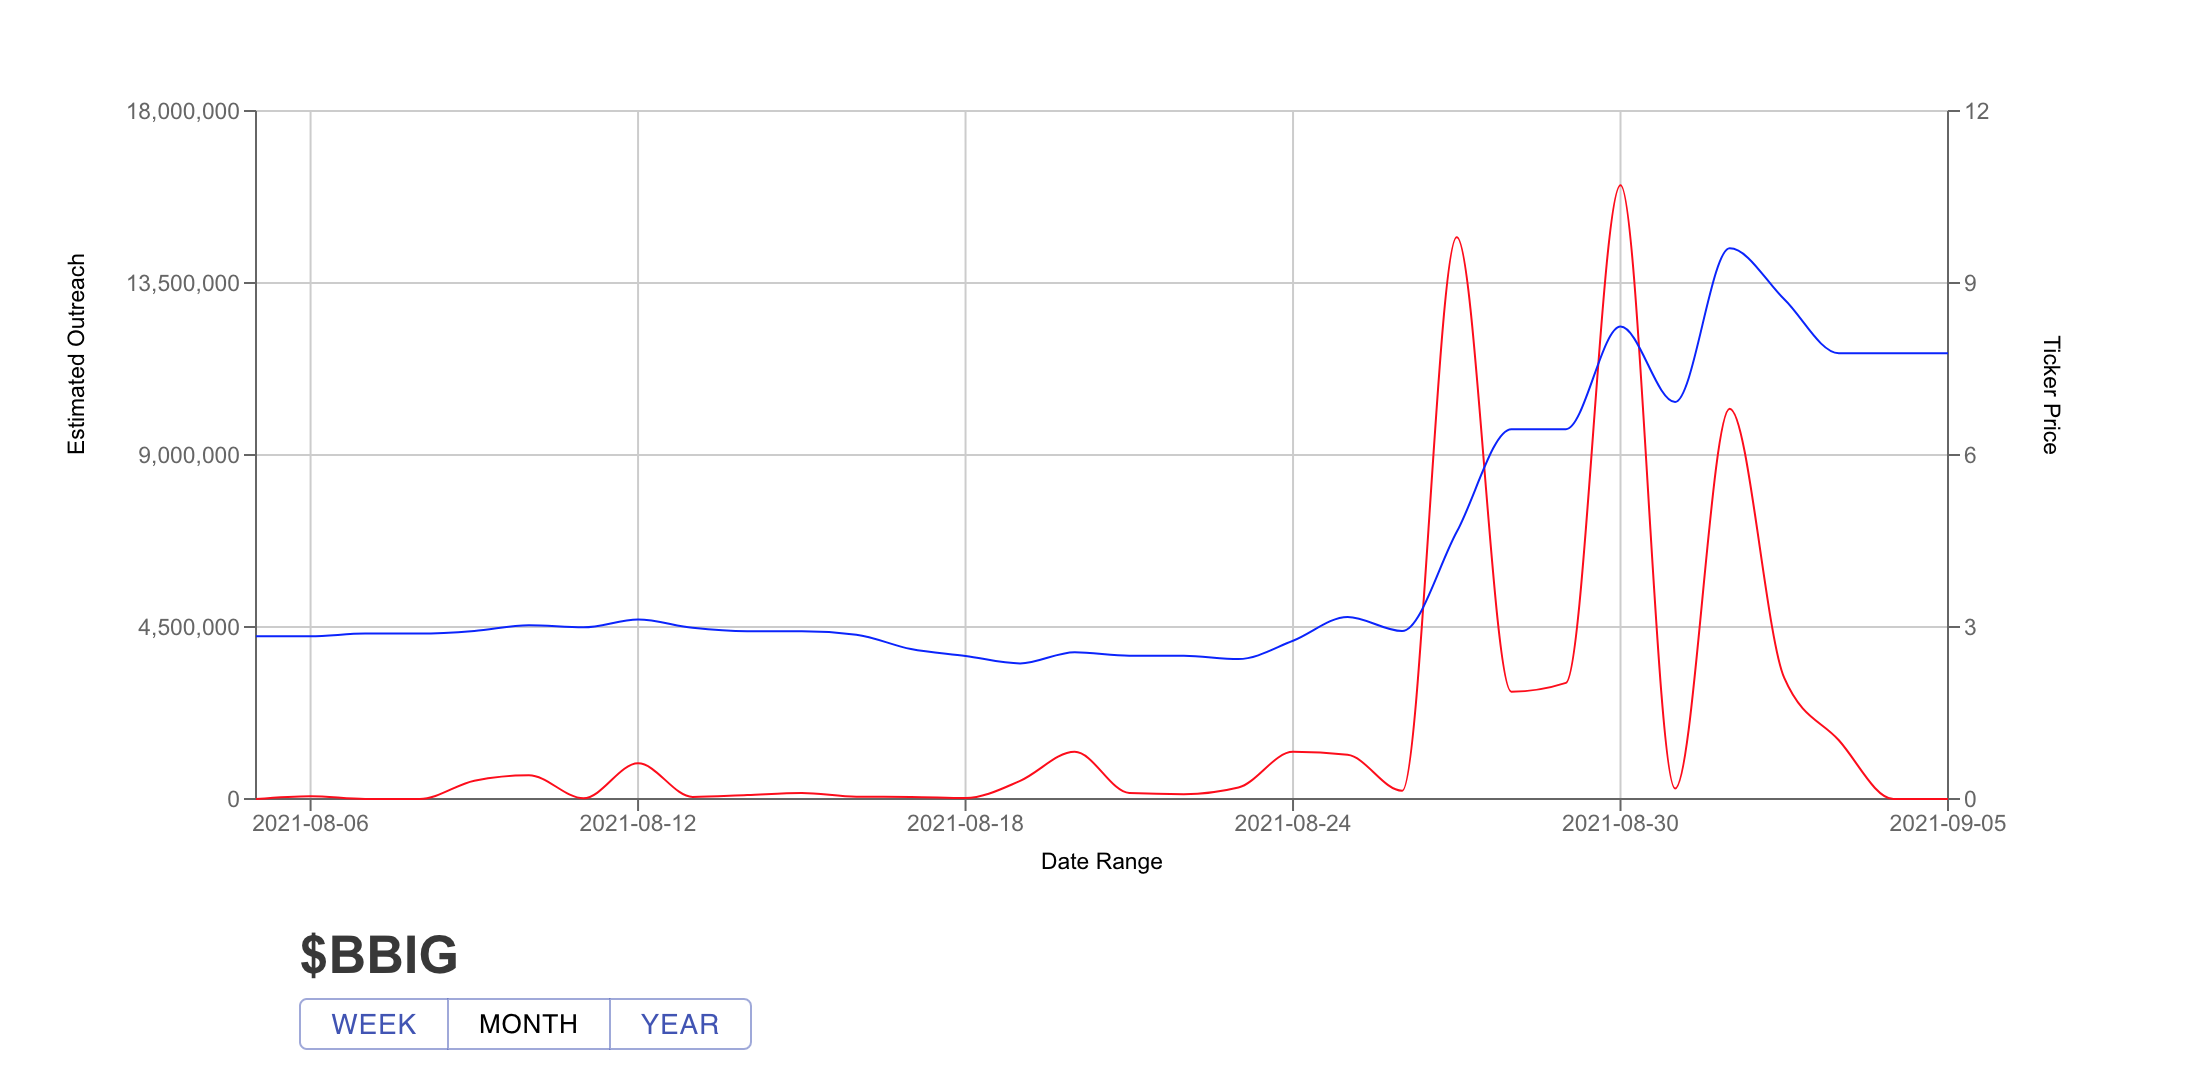 18,000,000
13,500,000
9,000,000
4,500,000
0
Estimated Outreach
12
9
6
3
0
Ticker Price
2021-08-06 2021-08-12 2021-08-18 2021-08-24 2021-08-30 2021-09-05
Date Range
$BBIG
WEEK MONTH YEAR